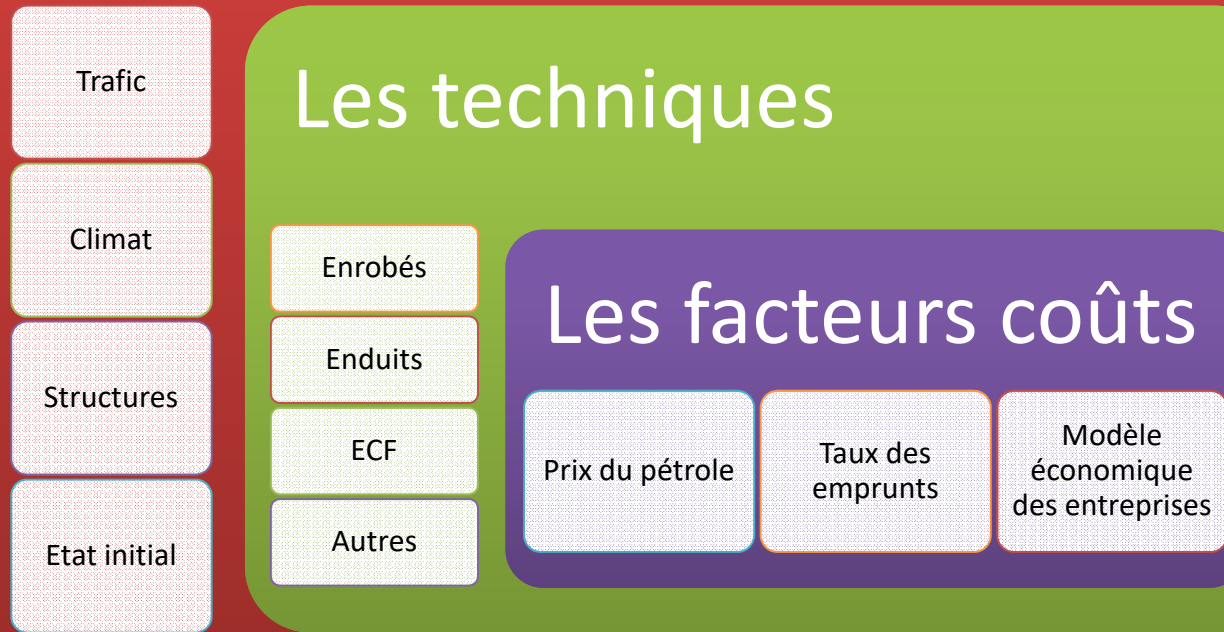 Trafic
Climat
Structures
Etat initial
Les techniques
Enrobés
Enduits
ECF
Autres
Les facteurs coûts
Prix du pétrole
Taux des
emprunts
Modèle
économique
des entreprises